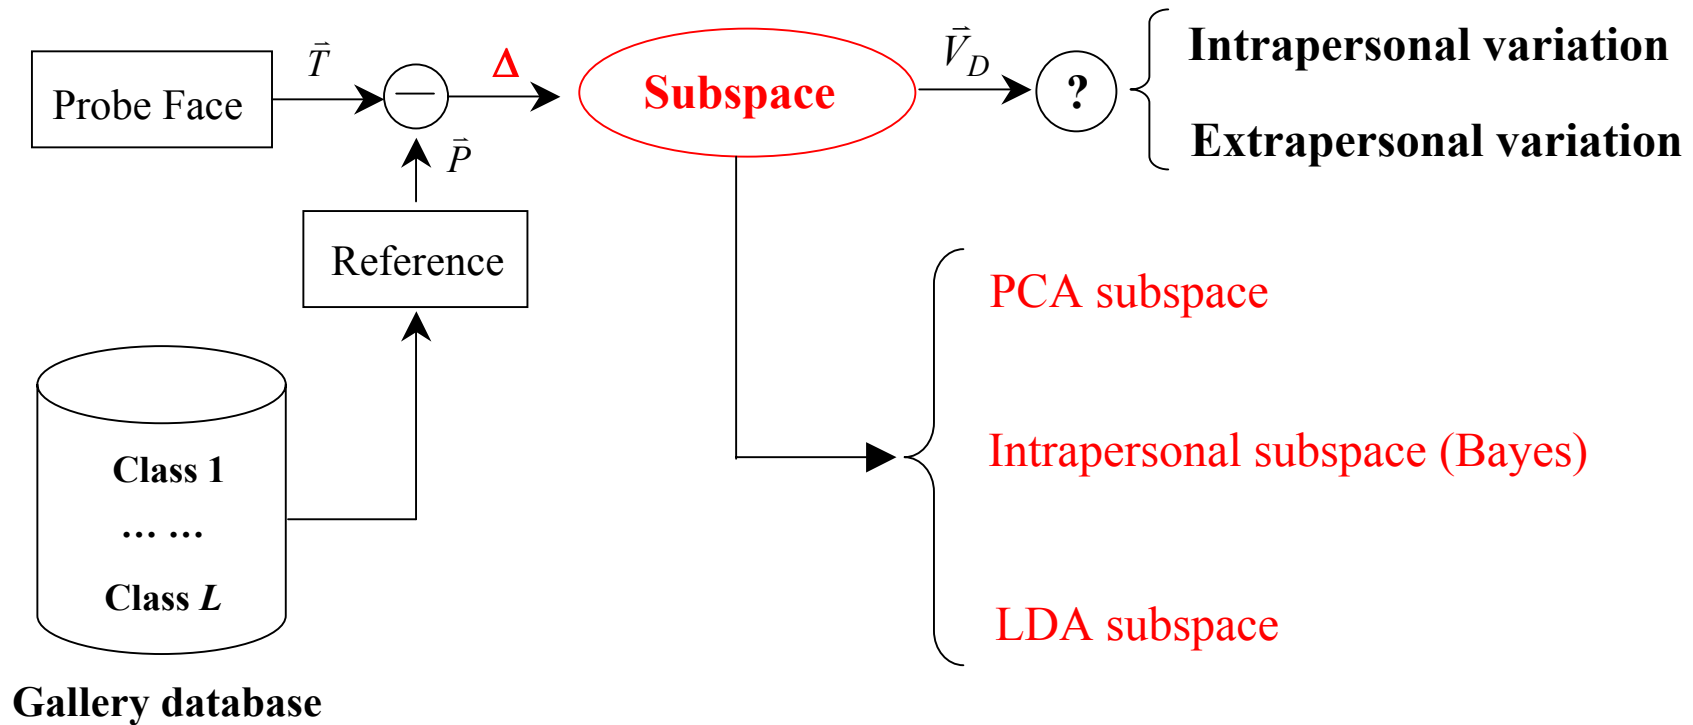 Probe Face
T⃗
—
Δ
Subspace
V⃗_D
?
Intrapersonal variation
Extrapersonal variation
P⃗
Reference
PCA subspace
Intrapersonal subspace (Bayes)
LDA subspace
Class 1
... ...
Class L
Gallery database